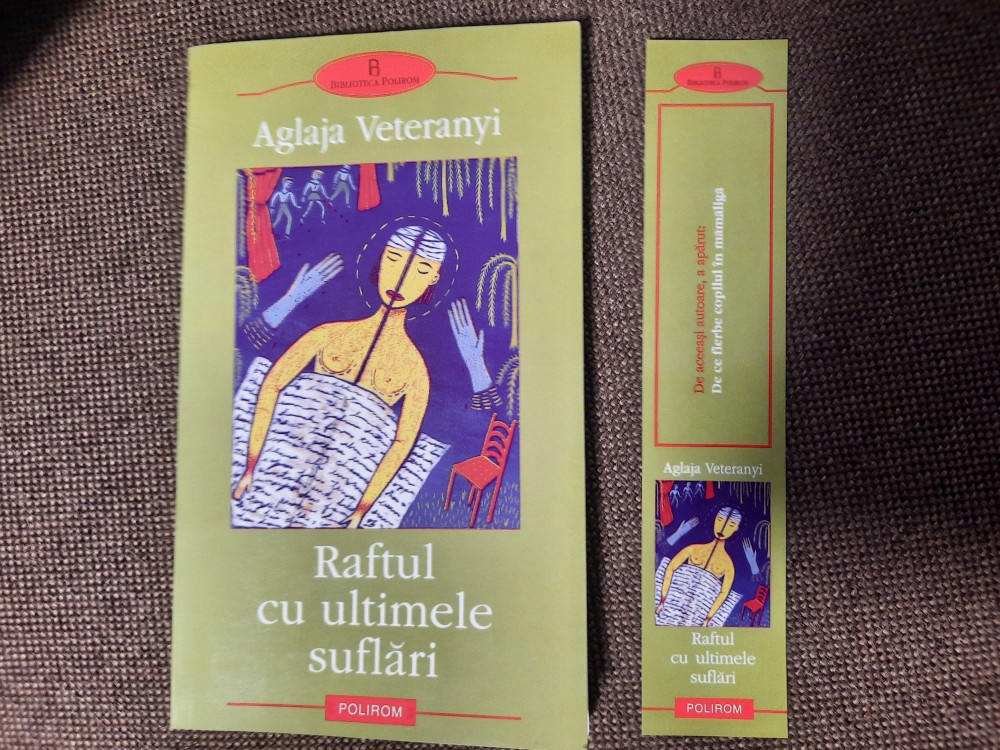 BIBLIOTECA POLIROM
Aglaja Veteranyi
Raftul
cu ultimele
suflări
POLIROM
BIBLIOTECA POLIROM
De aceeași autoare, a apărut:
De ce fierbe copilul în mămăligă
Aglaja Veteranyi
Raftul
cu ultimele
suflări
POLIROM